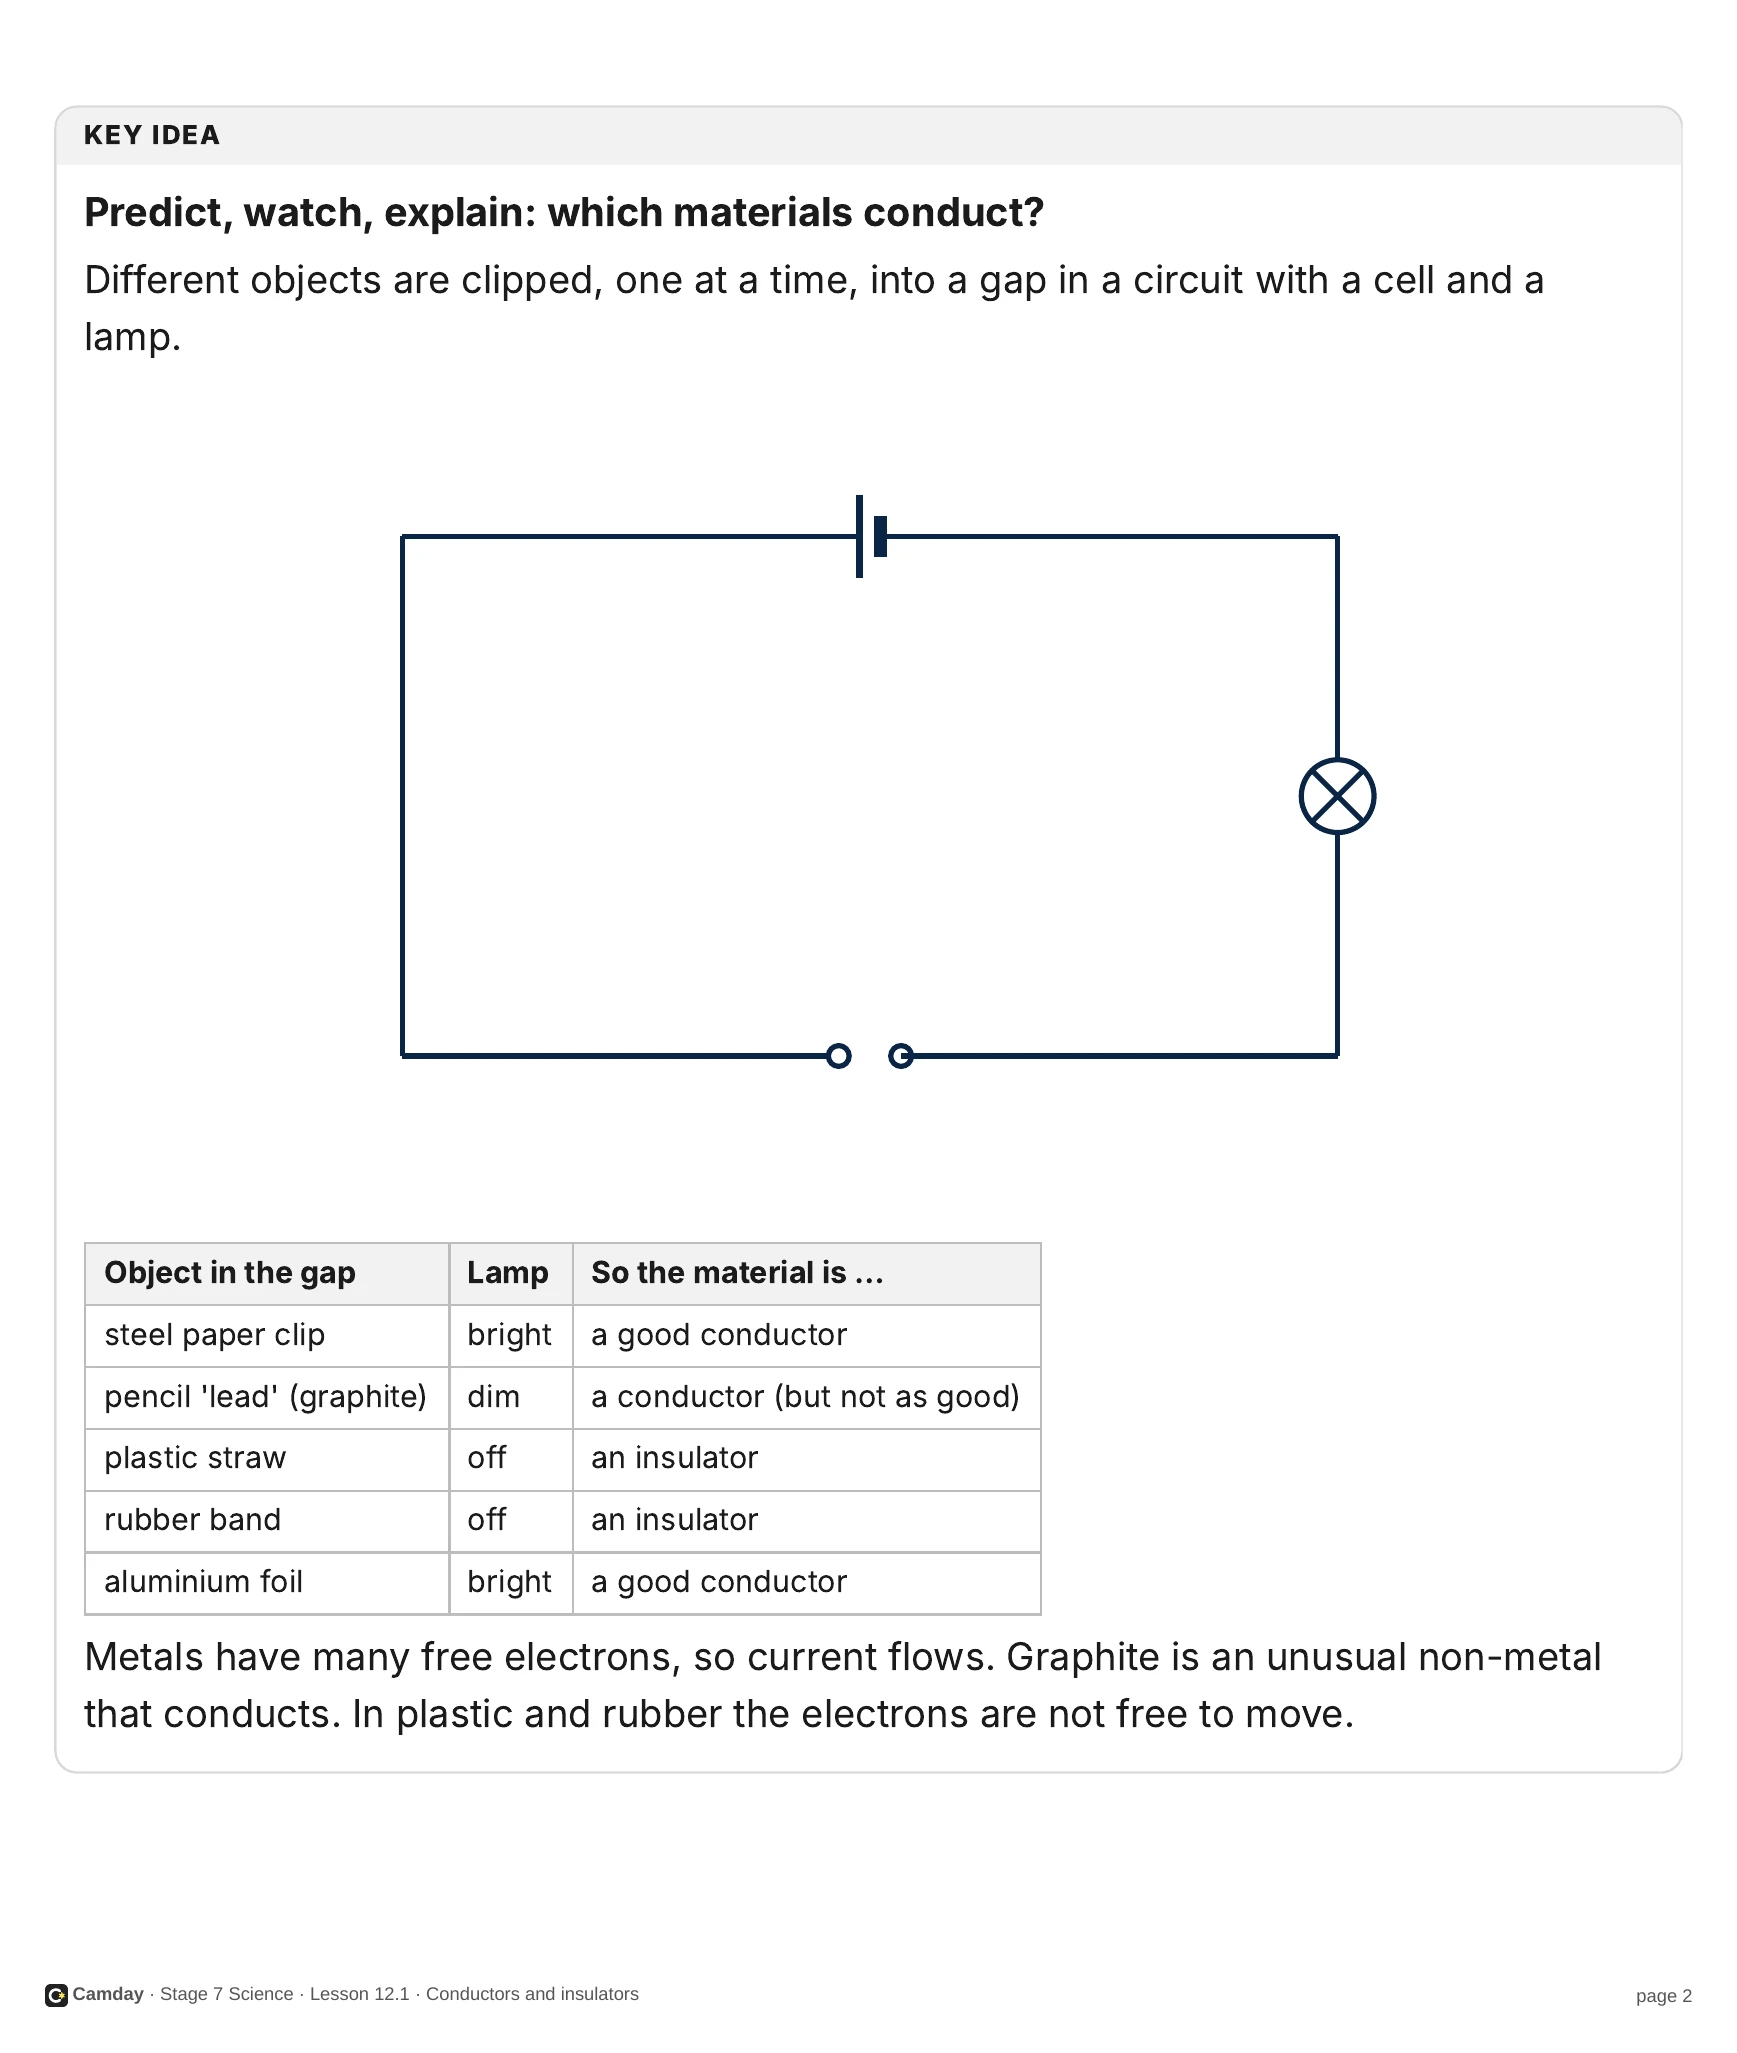 KEY IDEA
Predict, watch, explain: which materials conduct?
Different objects are clipped, one at a time, into a gap in a circuit with a cell and a
lamp.
Object in the gap Lamp So the material is ...
steel paper clip bright a good conductor
pencil 'lead' (graphite) dim a conductor (but not as good)
plastic straw off an insulator
rubber band off an insulator
aluminium foil bright a good conductor
Metals have many free electrons, so current flows. Graphite is an unusual non-metal
that conducts. In plastic and rubber the electrons are not free to move.
Camday · Stage 7 Science · Lesson 12.1 · Conductors and insulators
page 2